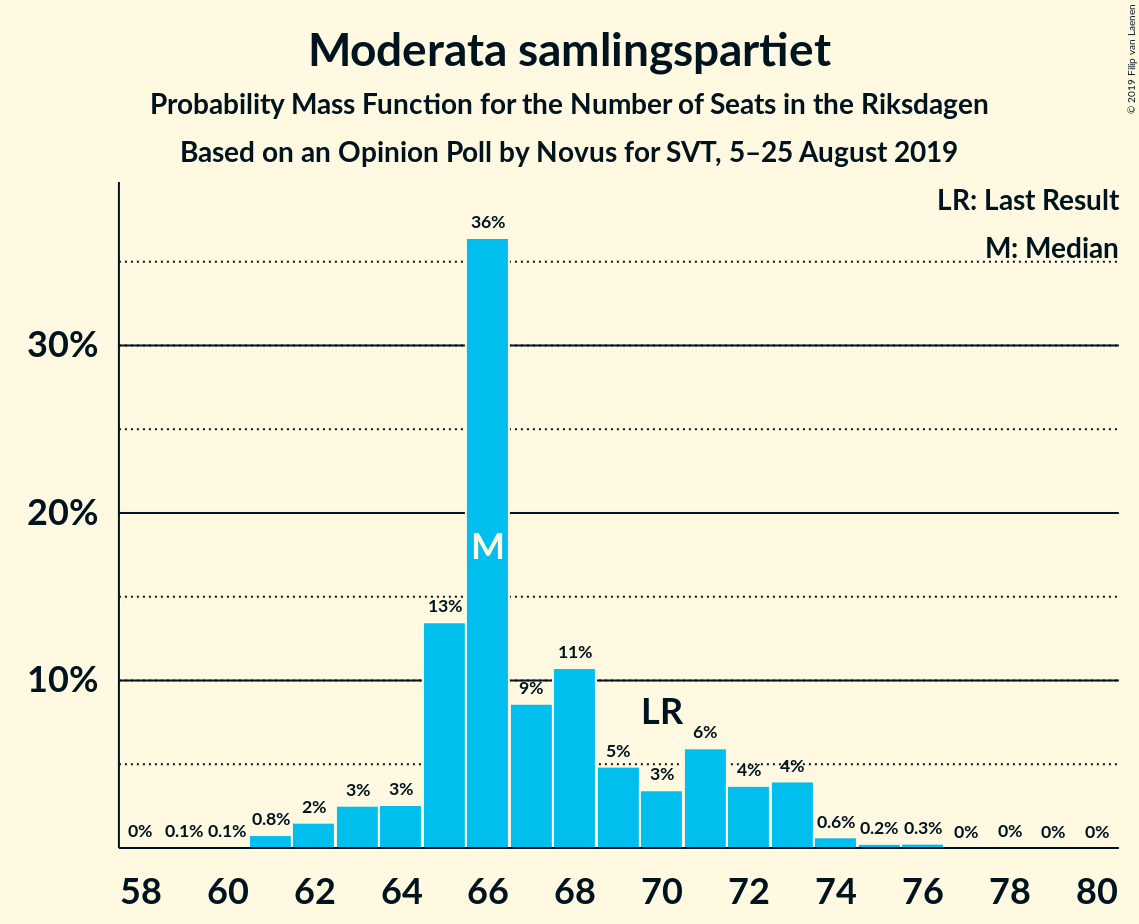 Moderata samlingspartiet
Probability Mass Function for the Number of Seats in the Riksdagen
Based on an Opinion Poll by Novus for SVT, 5–25 August 2019
© 2019 Filip van Laenen
LR: Last Result
M: Median
36%
30%
20%
M
13%
11%
10%
9%
LR
6%
5%
3%
4%
4%
3%
3%
2%
0.8%
0%
0.1%
0.1%
0.6%
0.2%
0.3%
0%
0%
0%
0%
58 60 62 64 66 68 70 72 74 76 78 80